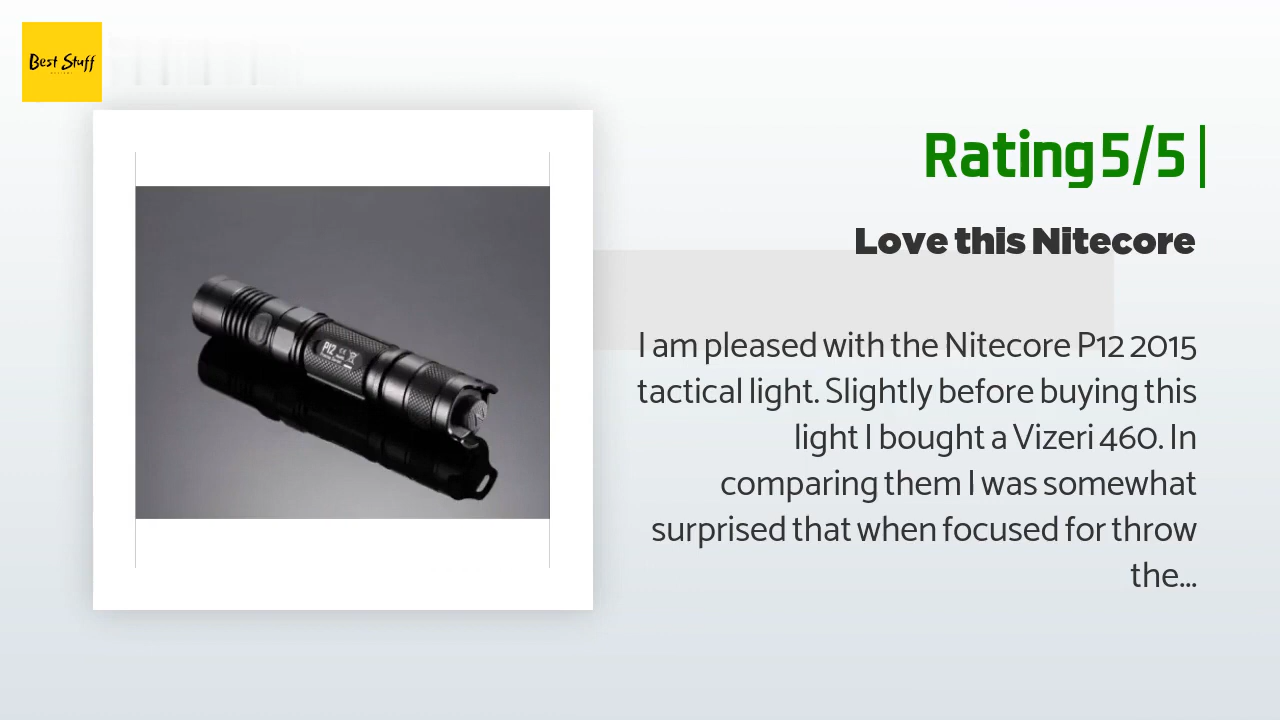 Best Stuff
Rating 5/5
Love this Nitecore
I am pleased with the Nitecore P12 2015
tactical light. Slightly before buying this
light I bought a Vizeri 460. In
comparing them I was somewhat
surprised that when focused for throw
the...
P12